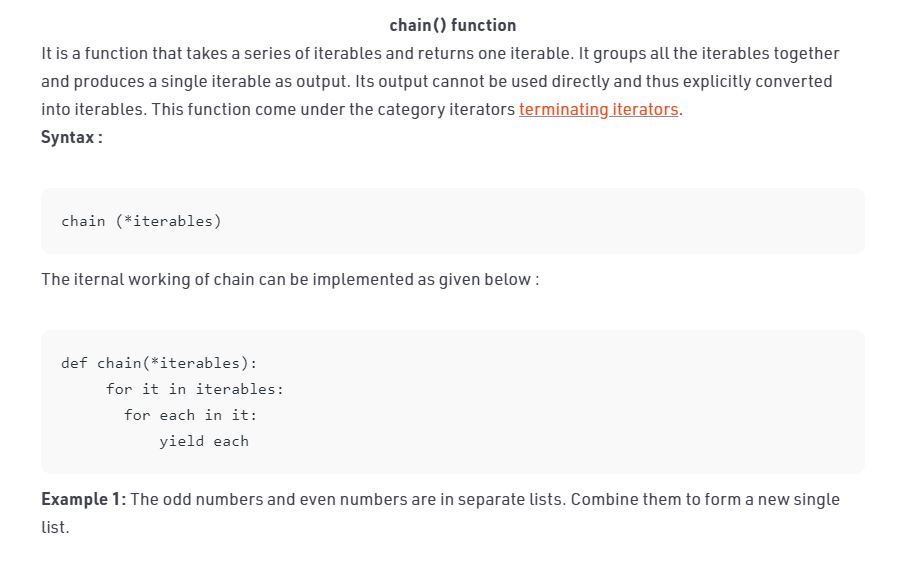 chain() function
It is a function that takes a series of iterables and returns one iterable. It groups all the iterables together
and produces a single iterable as output. Its output cannot be used directly and thus explicitly converted
into iterables. This function come under the category iterators terminating iterators.
Syntax :
chain (*iterables)
The iternal working of chain can be implemented as given below :
def chain(*iterables):
     for it in iterables:
       for each in it:
           yield each
Example 1: The odd numbers and even numbers are in separate lists. Combine them to form a new single
list.